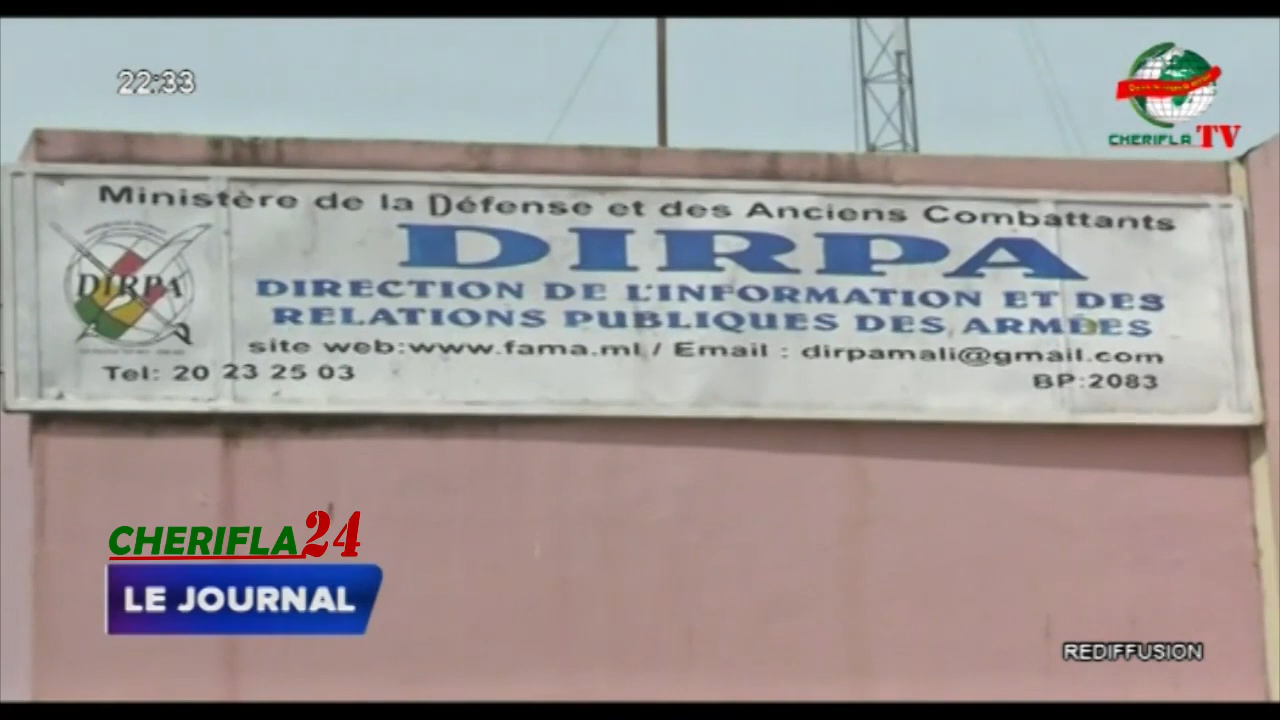 22:33
CHERIFLA TV
Ministère de la Défense et des Anciens Combattants
DIRPA
DIRPA
DIRECTION DE L'INFORMATION ET DES
RELATIONS PUBLIQUES DES ARMÉES
site web:www.fama.ml / Email : dirpamali@gmail.com
Tel: 20 23 25 03
BP:2083
CHERIFLA24
LE JOURNAL
REDIFFUSION